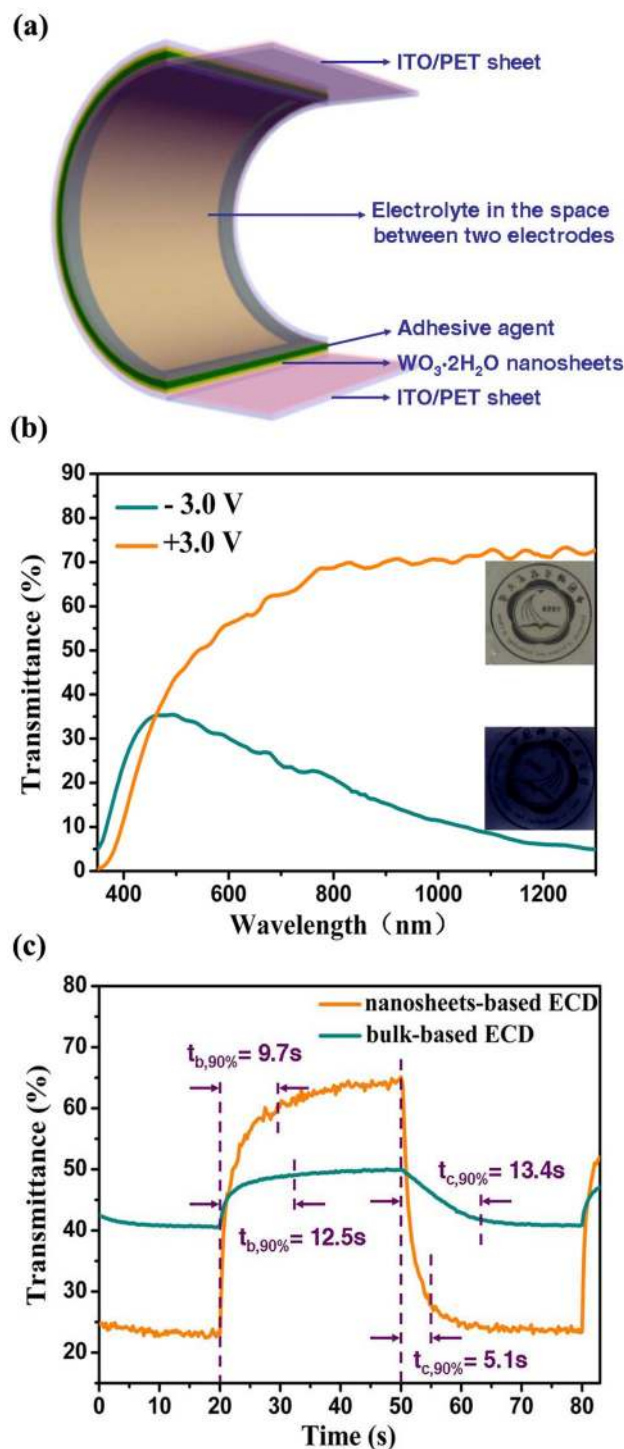 (a)
ITO/PET sheet
Electrolyte in the space
between two electrodes
Adhesive agent
WO₃·2H₂O nanosheets
ITO/PET sheet
(b)
90
80
70
60
50
40
30
20
10
0
Transmittance (%)
- 3.0 V
+3.0 V
400
600
800
1000
1200
Wavelength（nm）
(c)
80
70
60
50
40
30
20
Transmittance (%)
nanosheets-based ECD
bulk-based ECD
t b,90% = 9.7s
t c,90% = 13.4s
t b,90% = 12.5s
t c,90% = 5.1s
0
10
20
30
40
50
60
70
80
Time (s)